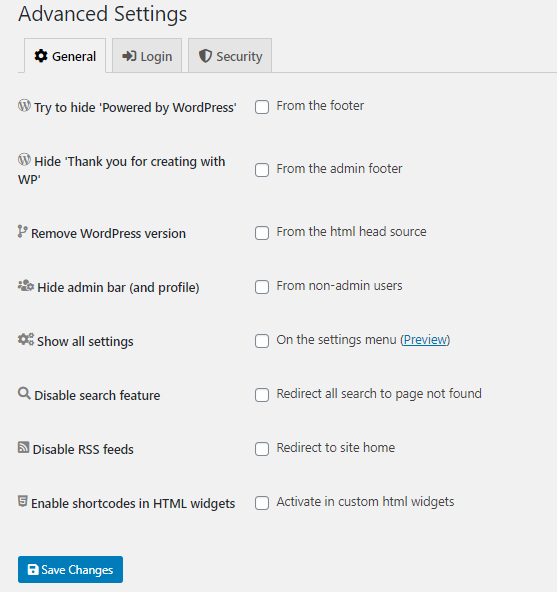 Advanced Settings
General
Login
Security
Try to hide 'Powered by WordPress'
From the footer
Hide 'Thank you for creating with
WP'
From the admin footer
Remove WordPress version
From the html head source
Hide admin bar (and profile)
From non-admin users
Show all settings
On the settings menu (Preview)
Disable search feature
Redirect all search to page not found
Disable RSS feeds
Redirect to site home
Enable shortcodes in HTML widgets
Activate in custom html widgets
Save Changes